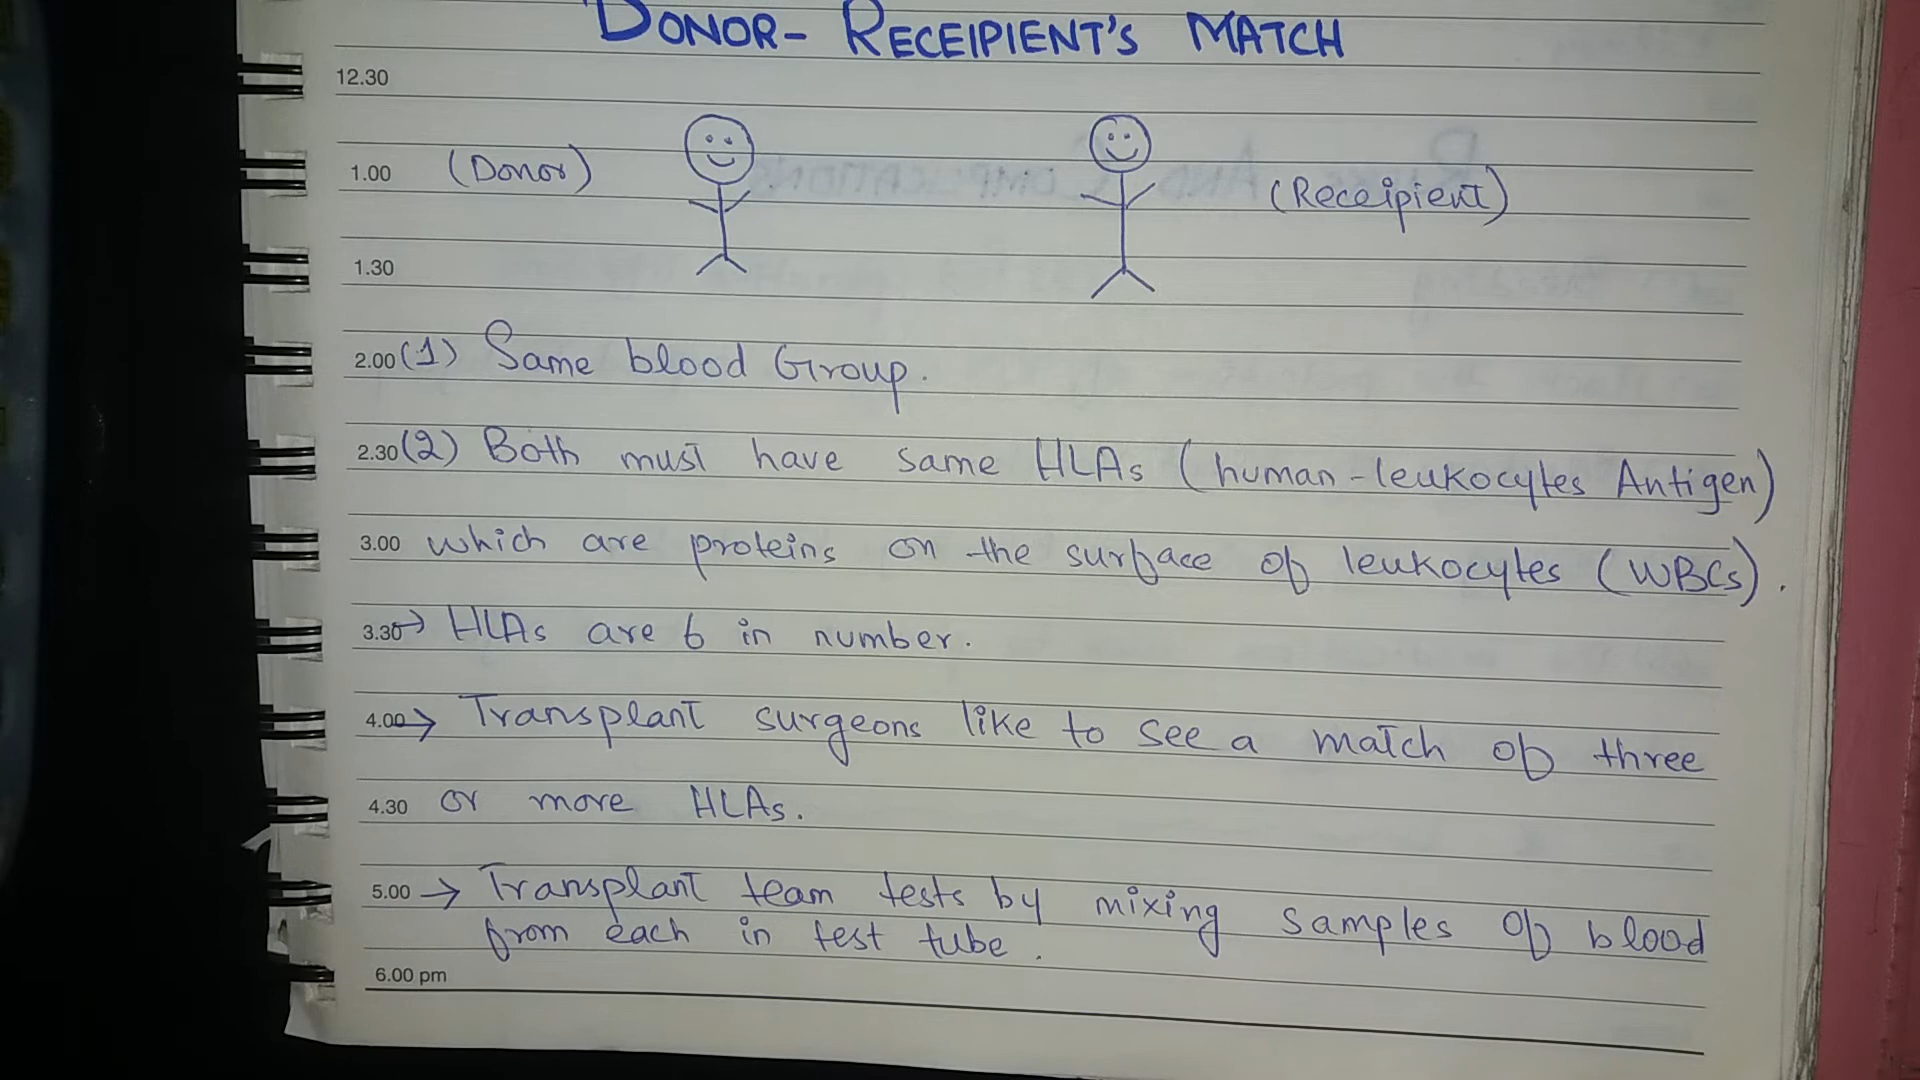 DONOR- RECEIPIENT'S MATCH
12.30
1.00 (Donor) (Receipient)
1.30
2.00 (1) Same blood Group.
2.30 (2) Both must have same HLAs (human-leukocytes Antigen)
3.00 which are proteins on the surface of leukocytes (WBCs).
3.30 → HLAs are 6 in number.
4.00 → Transplant surgeons like to see a match of three
4.30 or more HLAs.
5.00 → Transplant team tests by mixing samples of blood
from each in test tube.
6.00 pm